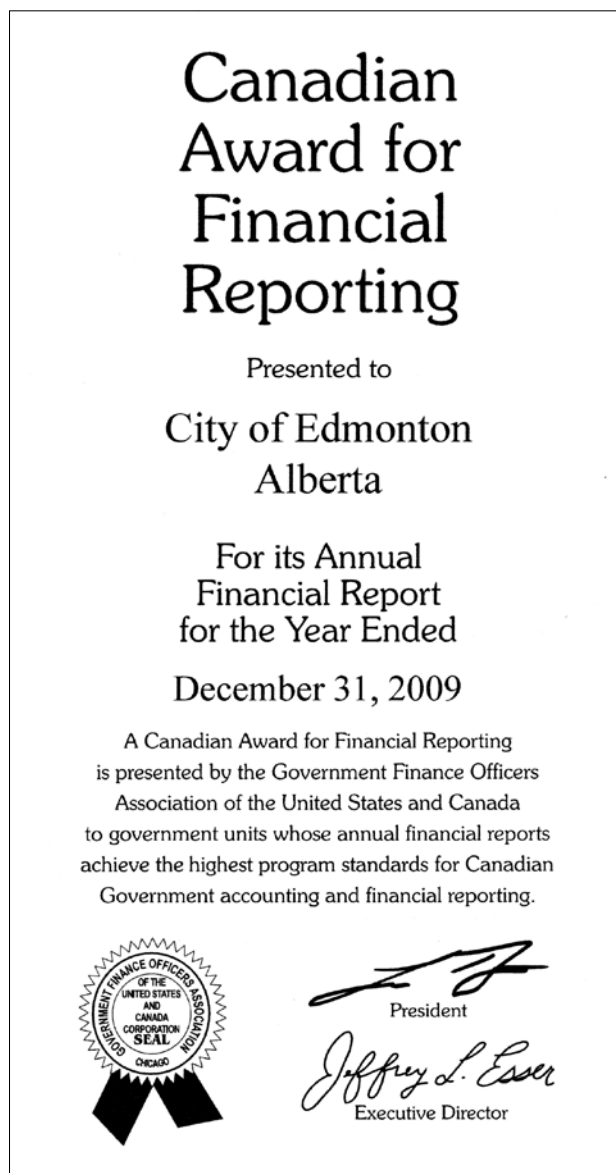 Canadian
Award for
Financial
Reporting
Presented to
City of Edmonton
Alberta
For its Annual
Financial Report
for the Year Ended
December 31, 2009
A Canadian Award for Financial Reporting
is presented by the Government Finance Officers
Association of the United States and Canada
to government units whose annual financial reports
achieve the highest program standards for Canadian
Government accounting and financial reporting.
GOVERNMENT FINANCE OFFICERS ASSOCIATION
OF THE
UNITED STATES
AND
CANADA
CORPORATION
SEAL
CHICAGO
President
Jeffrey L. Esser
Executive Director